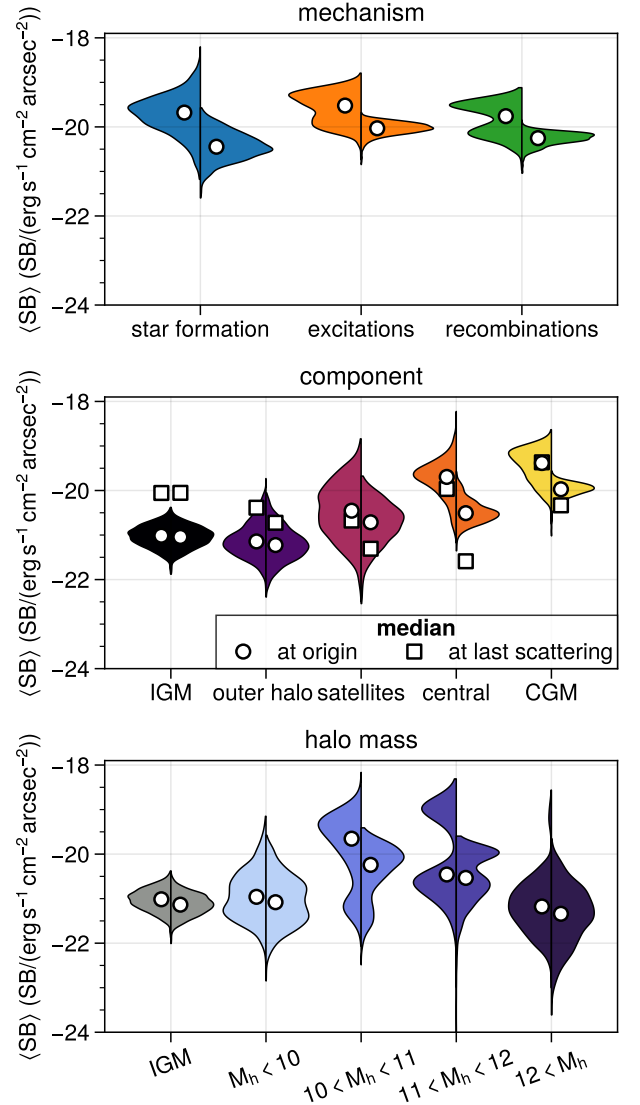 mechanism
⟨SB⟩ (SB/(erg s⁻¹ cm⁻² arcsec⁻²))
−18
−20
−22
−24
star formation excitations recombinations
component
⟨SB⟩ (SB/(erg s⁻¹ cm⁻² arcsec⁻²))
−18
−20
−22
−24
median
at origin at last scattering
IGM outer halo satellites central CGM
halo mass
⟨SB⟩ (SB/(erg s⁻¹ cm⁻² arcsec⁻²))
−18
−20
−22
−24
IGM Mₕ < 10 10 < Mₕ < 11 11 < Mₕ < 12 12 < Mₕ